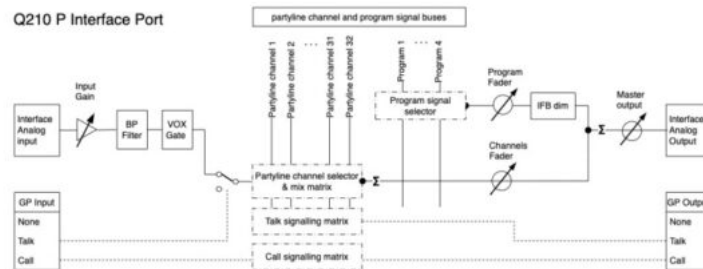 Q210 P Interface Port
partyline channel and program signal buses
Partyline channel 1
Partyline channel 2
...
Partyline channel 31
Partyline channel 32
Program 1
...
Program 4
Input
Gain
Program
Fader
Master
output
Interface
Analog
input
BP
Filter
VOX
Gate
Program signal
selector
IFB dim
Σ
Interface
Analog
Output
Channels
Fader
Partyline channel selector
& mix matrix
Σ
GP Input
None
Talk
Call
Talk signalling matrix
Call signalling matrix
GP Output
None
Talk
Call